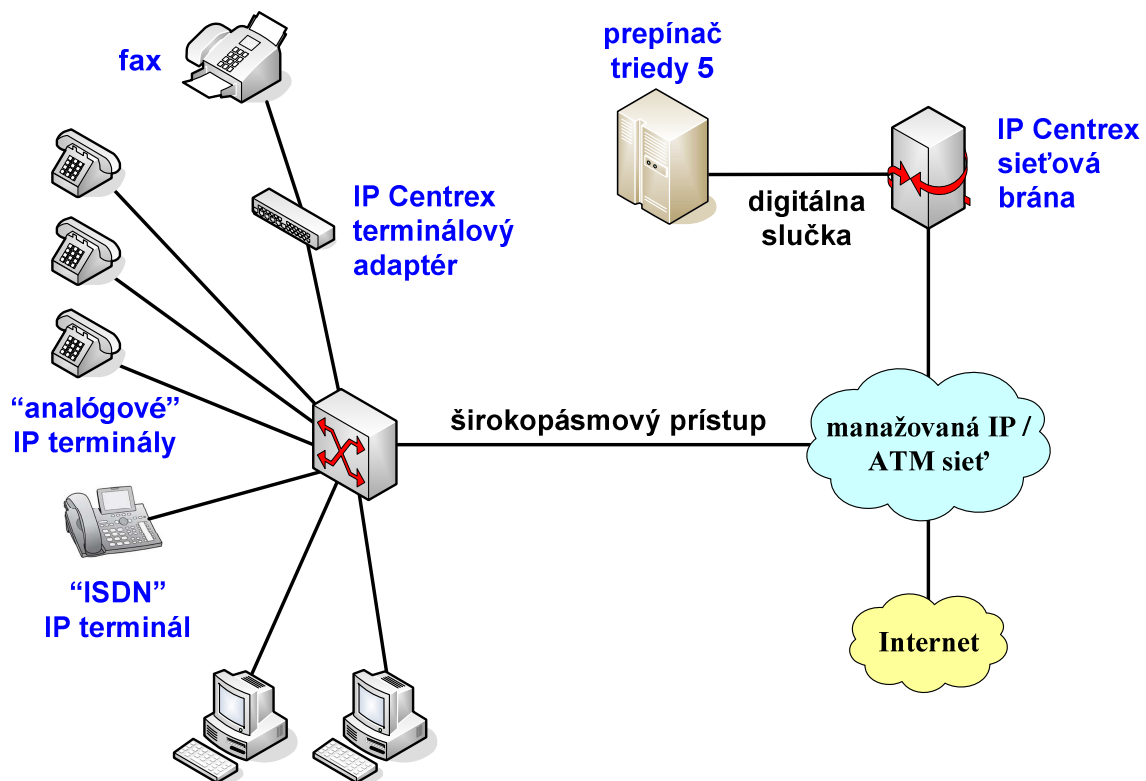 fax
prepínač
triedy 5
IP Centrex
sieťová
brána
IP Centrex
terminálový
adaptér
digitálna
slučka
“analógové”
IP terminály
širokopásmový prístup
manažovaná IP /
ATM sieť
“ISDN”
IP terminál
Internet